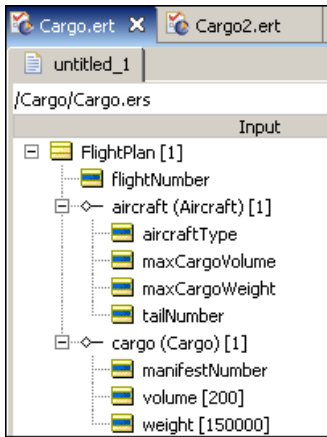 Cargo.ert Cargo2.ert
untitled_1
/Cargo/Cargo.ers
Input
FlightPlan [1]
flightNumber
aircraft (Aircraft) [1]
aircraftType
maxCargoVolume
maxCargoWeight
tailNumber
cargo (Cargo) [1]
manifestNumber
volume [200]
weight [150000]